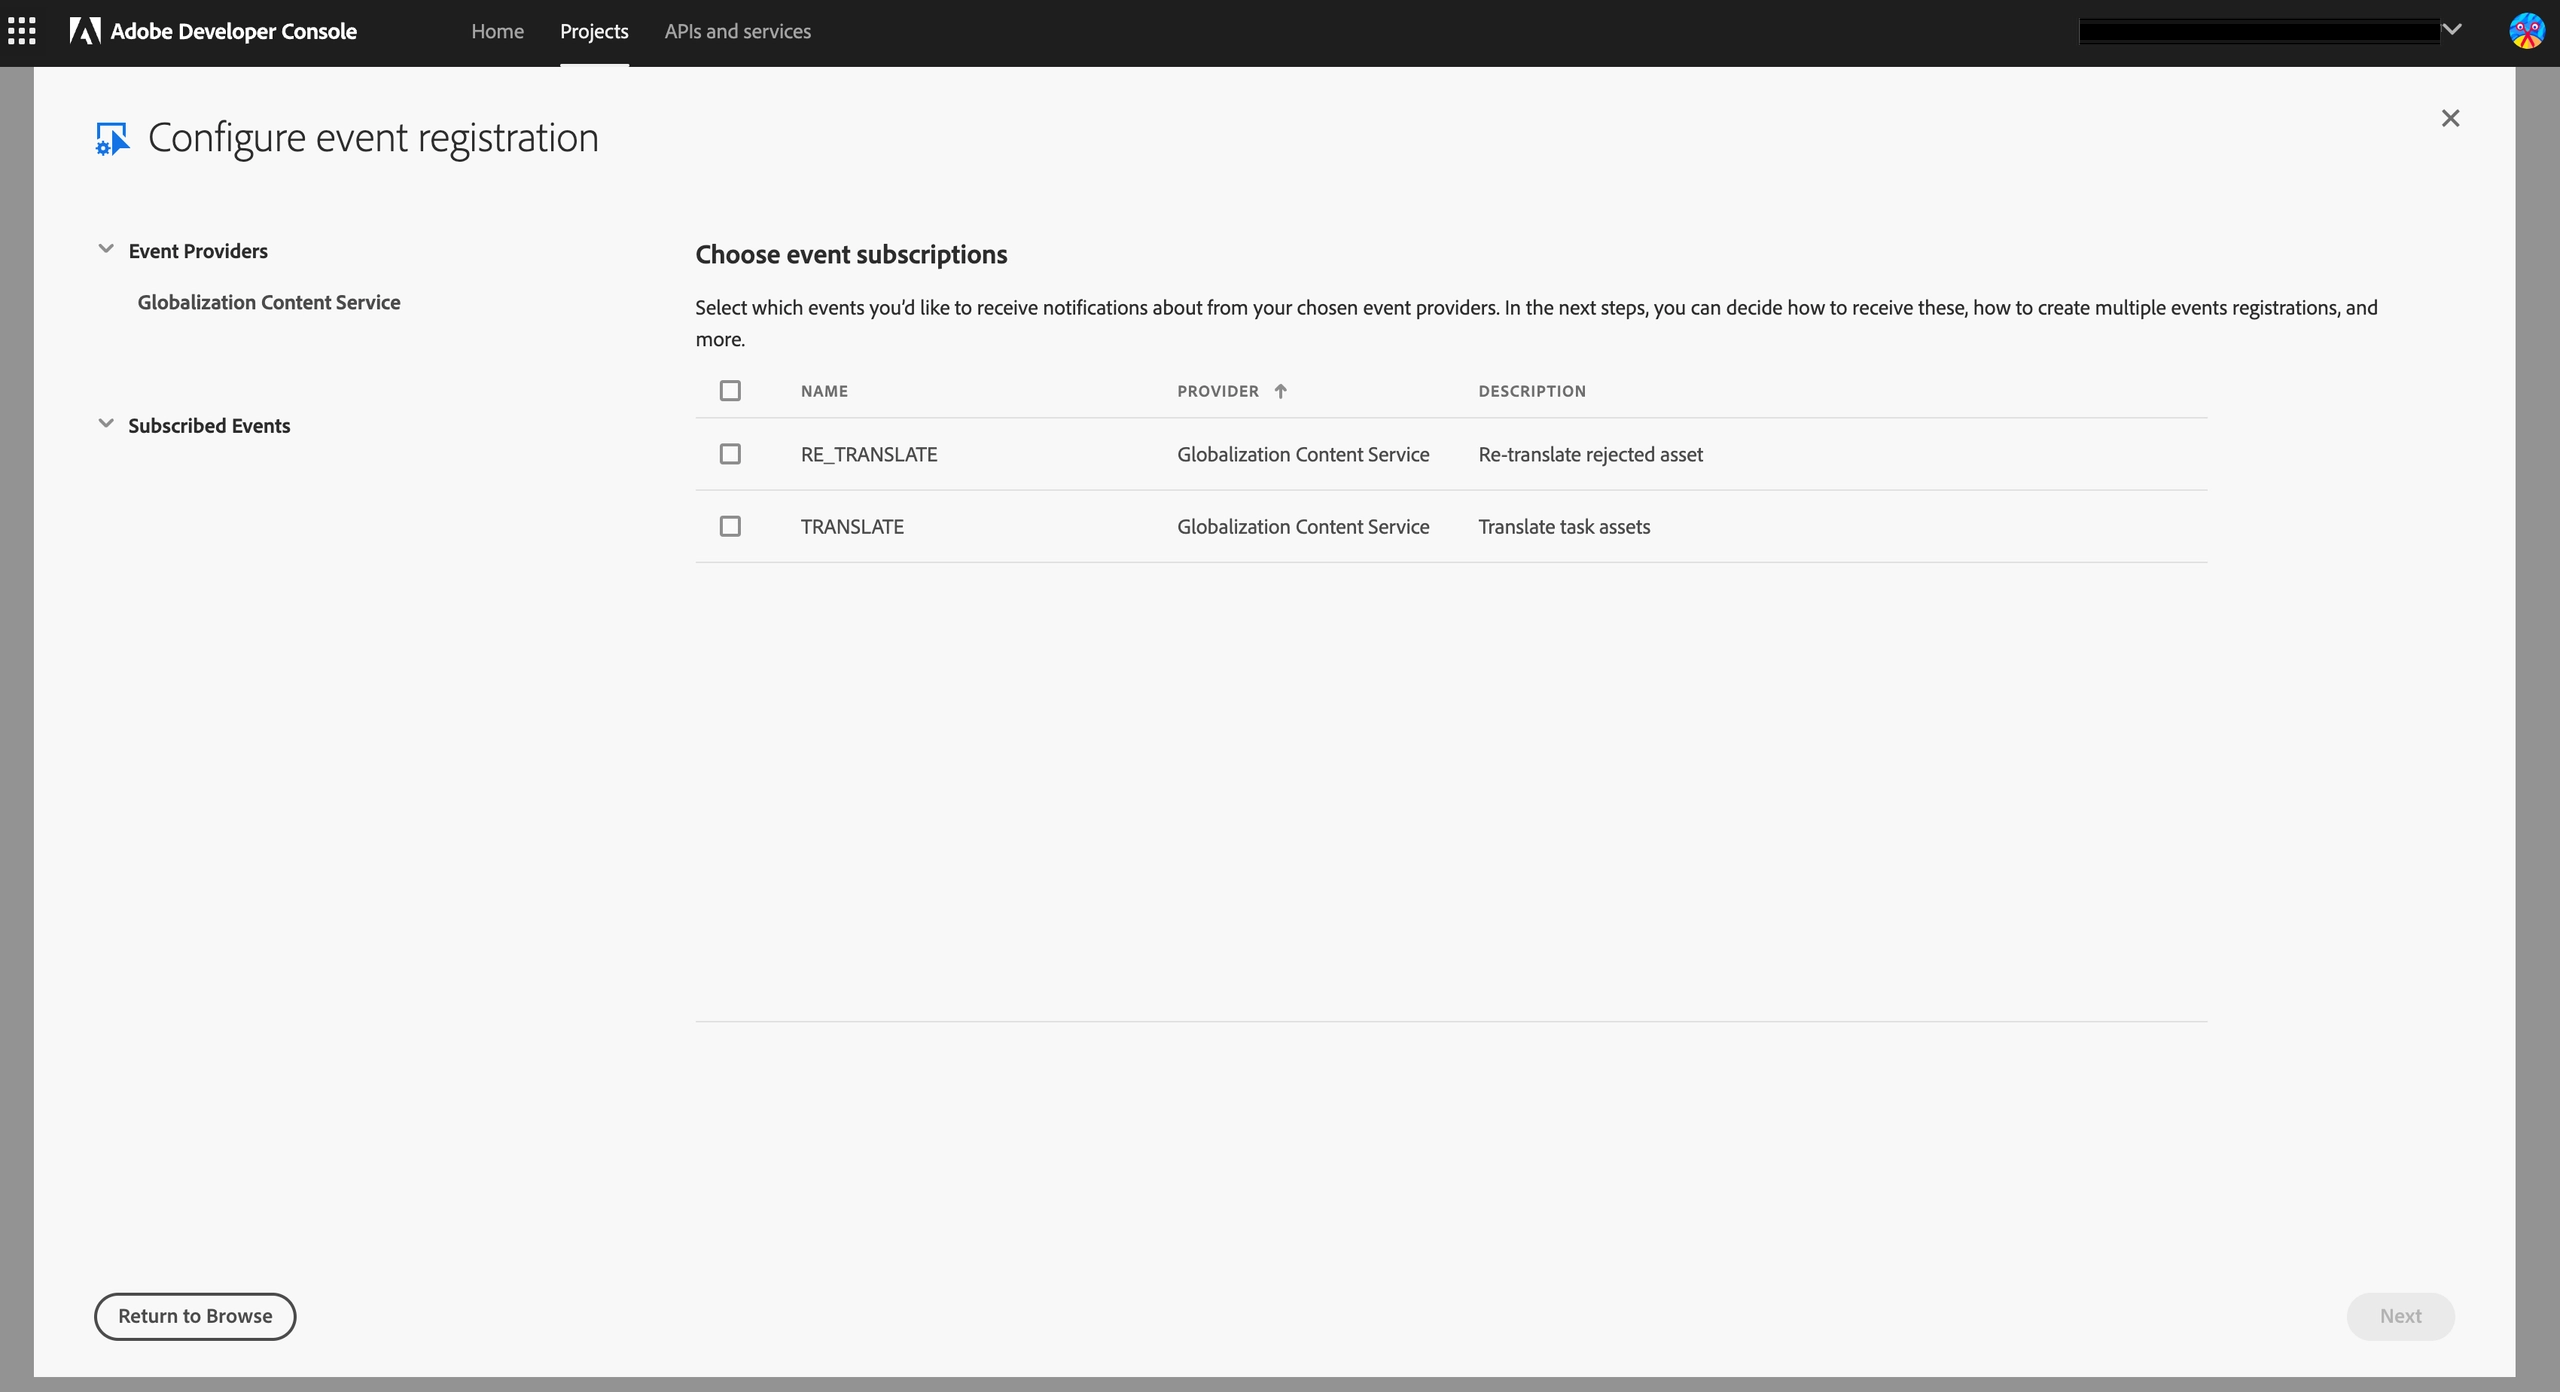 Adobe Developer Console
Home
Projects
APIs and services
Configure event registration
Event Providers
Globalization Content Service
Subscribed Events
Choose event subscriptions
Select which events you’d like to receive notifications about from your chosen event providers. In the next steps, you can decide how to receive these, how to create multiple events registrations, and
more.
NAME PROVIDER DESCRIPTION
RE_TRANSLATE Globalization Content Service Re-translate rejected asset
TRANSLATE Globalization Content Service Translate task assets
Return to Browse
Next